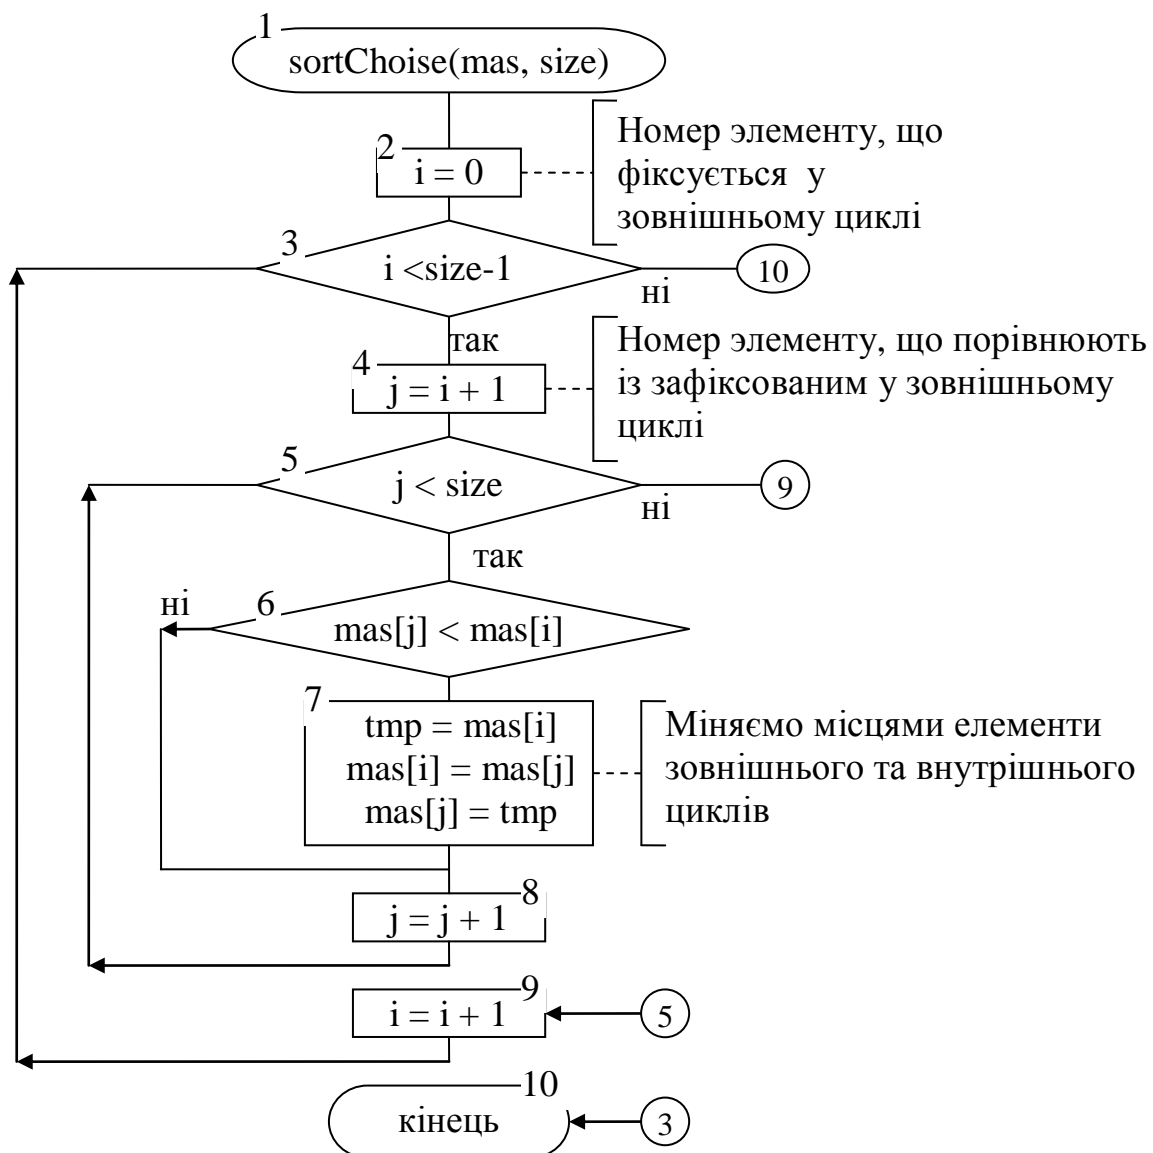 1
sortChoise(mas, size)
Номер элементу, що
фіксується у
зовнішньому циклі
2
i = 0
3
i <size-1
10
ні
так
Номер элементу, що порівнюють
із зафіксованим у зовнішньому
циклі
4
j = i + 1
5
j < size
9
ні
так
ні
6
mas[j] < mas[i]
7
tmp = mas[i]
mas[i] = mas[j]
mas[j] = tmp
Міняємо місцями елементи
зовнішнього та внутрішнього
циклів
8
j = j + 1
9
i = i + 1
5
10
кінець
3